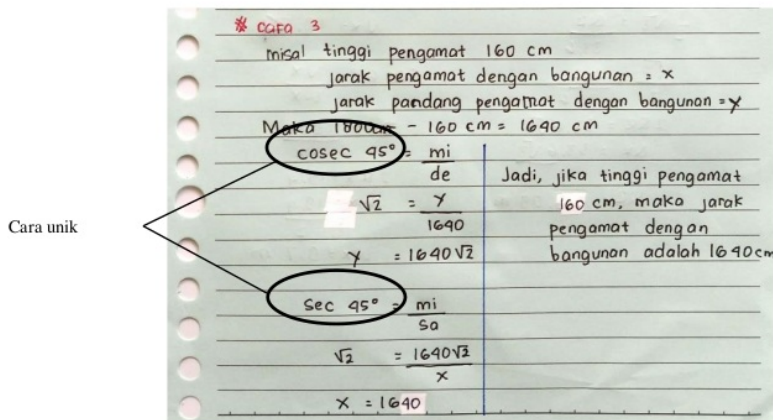 * cara 3
misal tinggi pengamat 160 cm
jarak pengamat dengan bangunan = x
jarak pandang pengamat dengan bangunan = y
Maka 1800cm - 160 cm = 1640 cm
cosec 45° = mi/de
√2 = y/1640
y = 1640√2
Sec 45° = mi/sa
√2 = 1640√2/x
x = 1640
Jadi, jika tinggi pengamat
160 cm, maka jarak
pengamat dengan
bangunan adalah 1640cm
Cara unik